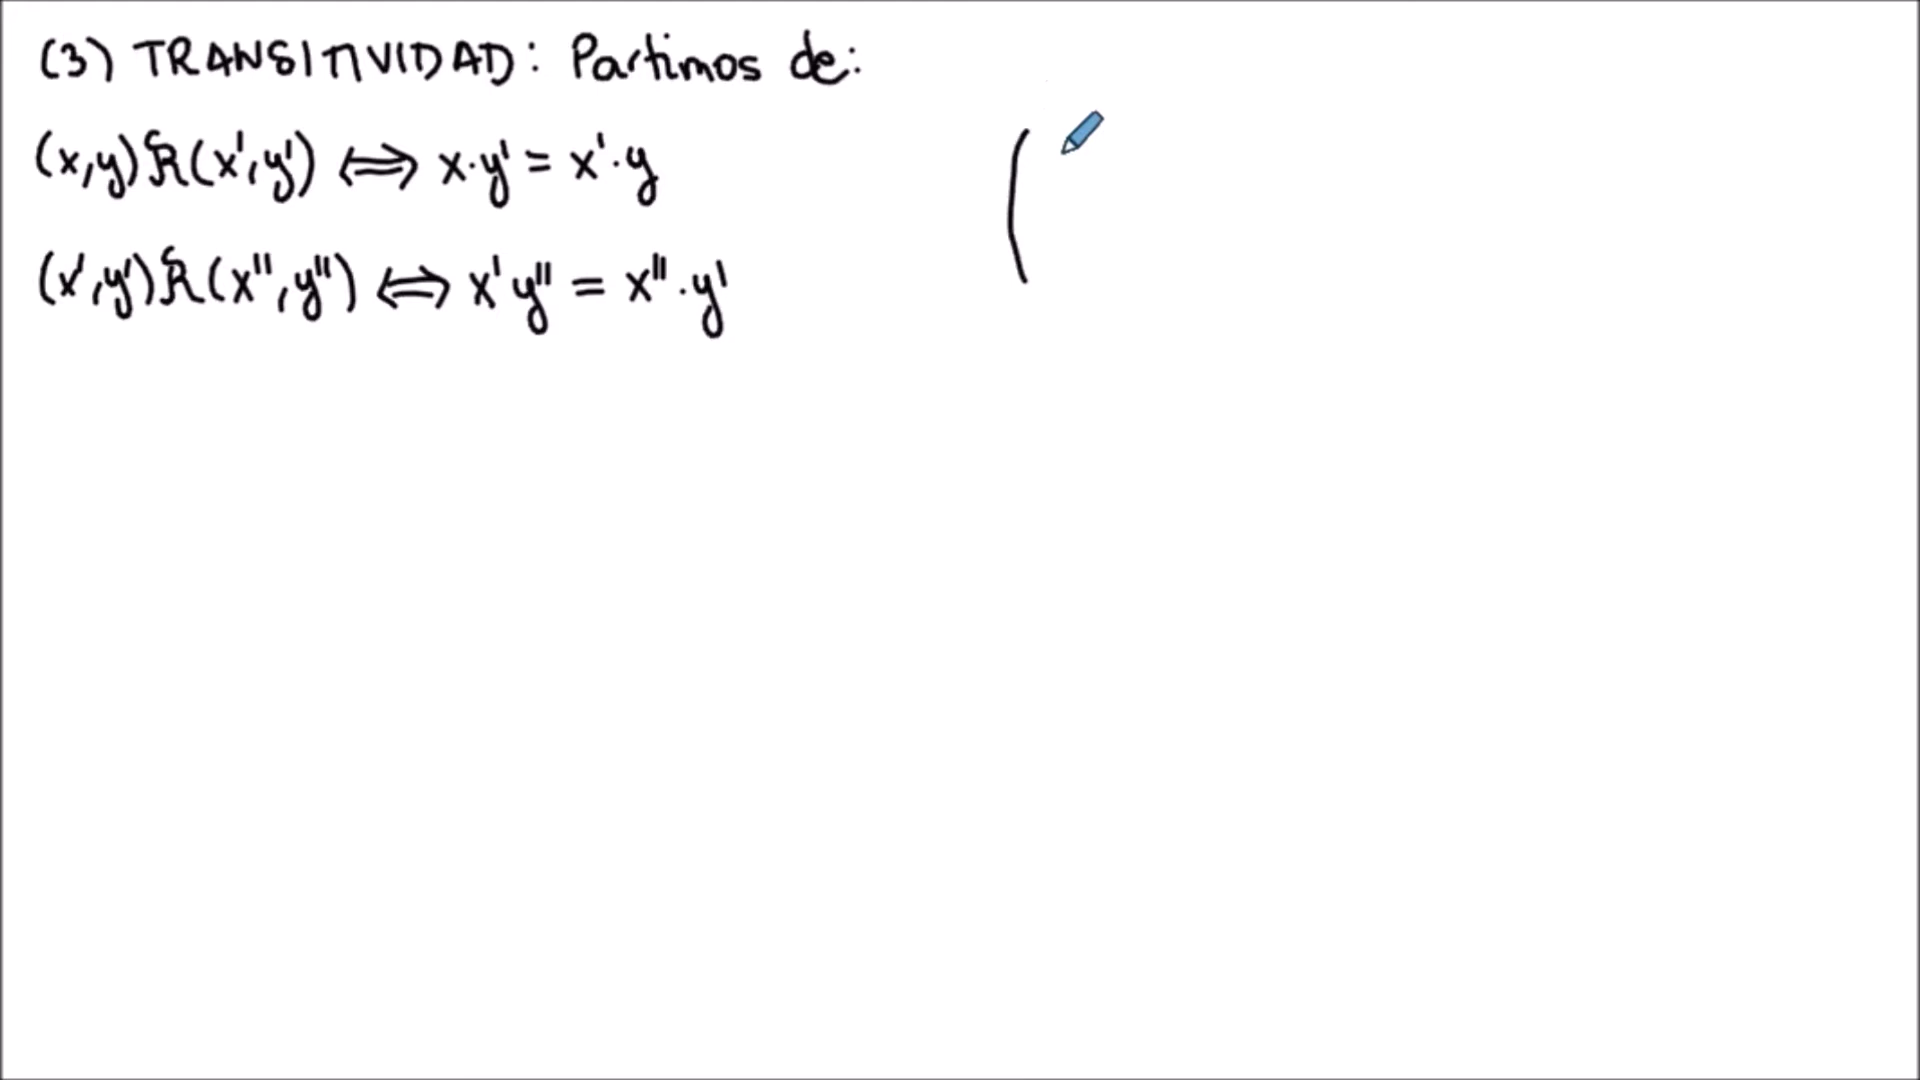 (3) TRANSITIVIDAD: Partimos de:
(x,y)ℜ(x',y') ⟺ x·y' = x'·y
(x',y')ℜ(x'',y'') ⟺ x'y'' = x''·y'
(